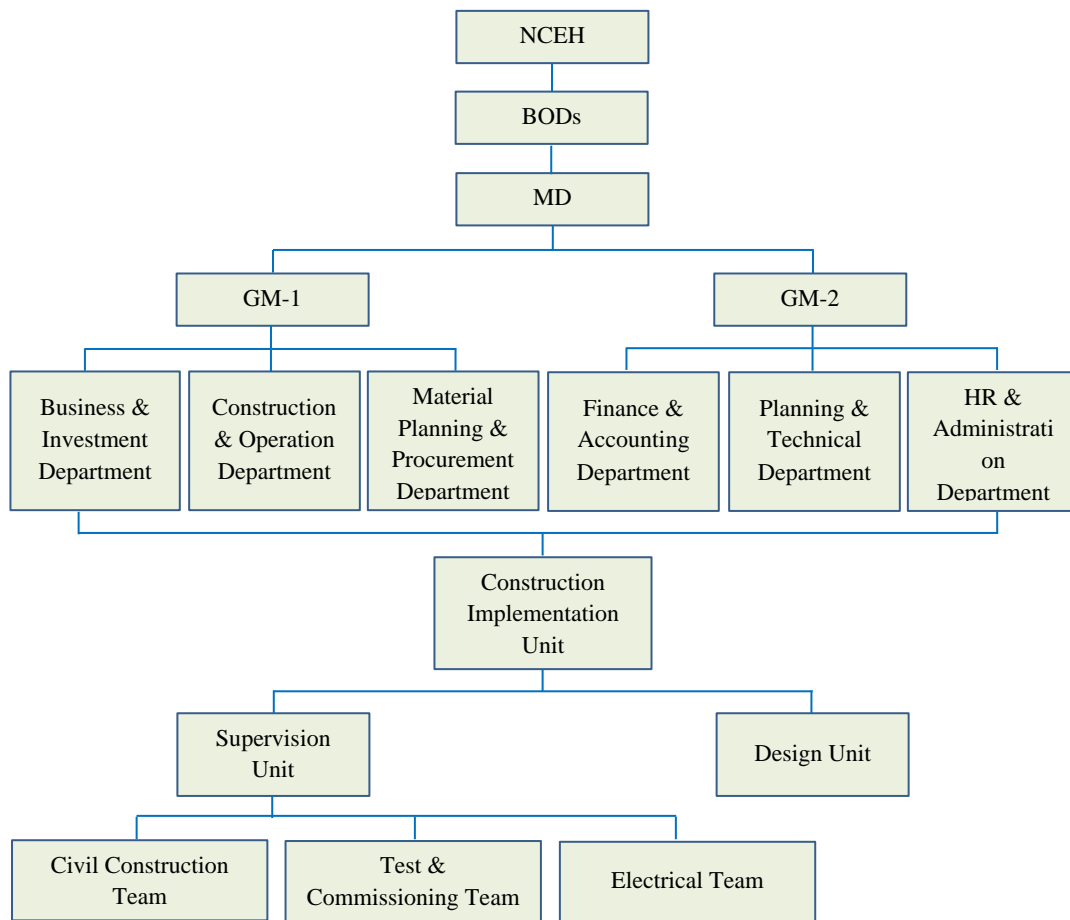 NCEH
BODs
MD
GM-1
GM-2
Business &
Investment
Department
Construction
& Operation
Department
Material
Planning &
Procurement
Department
Finance &
Accounting
Department
Planning &
Technical
Department
HR &
Administrati
on
Department
Construction
Implementation
Unit
Supervision
Unit
Design Unit
Civil Construction
Team
Test &
Commissioning Team
Electrical Team